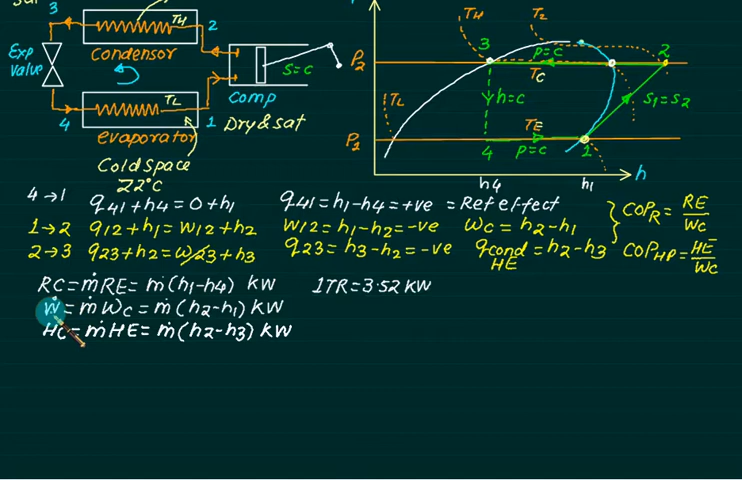 3
TH
2
Exp
Valve
Condensor
S=C
TL
Comp
4
1
Dry&sat
evaporator
Cold space
22°C
TH
T2
3
P=C
2
P2
TC
h=c
S1=S2
TL
TE
P1
4
P=C
1
h4
h1
h
4→1 q41+h4=0+h1 q41=h1-h4=+ve =Ref effect
1→2 q12+h1=W12+h2 W12=h1-h2=-ve Wc=h2-h1
2→3 q23+h2=W23+h3 q23=h3-h2=-ve qcond=h2-h3
HE
COPR=RE/Wc
COPHP=HE/Wc
RC=ṁRE=ṁ(h1-h4) KW 1TR=3.52KW
Ẇ=ṁWc=ṁ(h2-h1) KW
HC=ṁHE=ṁ(h2-h3) KW